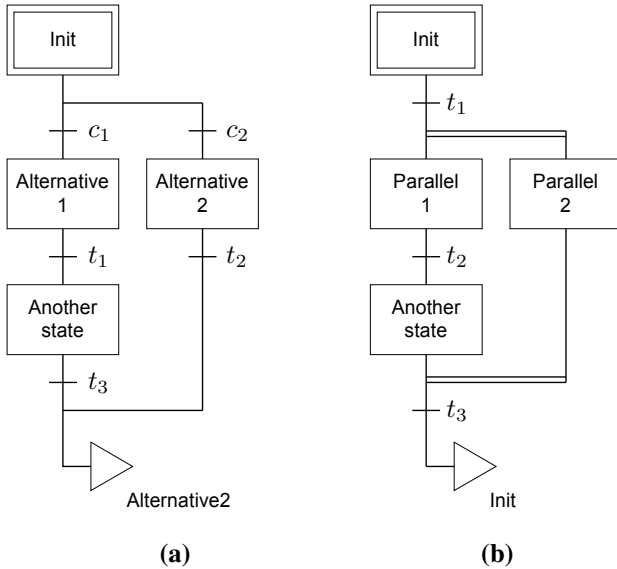 Init
c₁
c₂
Alternative
1
Alternative
2
t₁
t₂
Another
state
t₃
Alternative2
(a)
Init
t₁
Parallel
1
Parallel
2
t₂
Another
state
t₃
Init
(b)